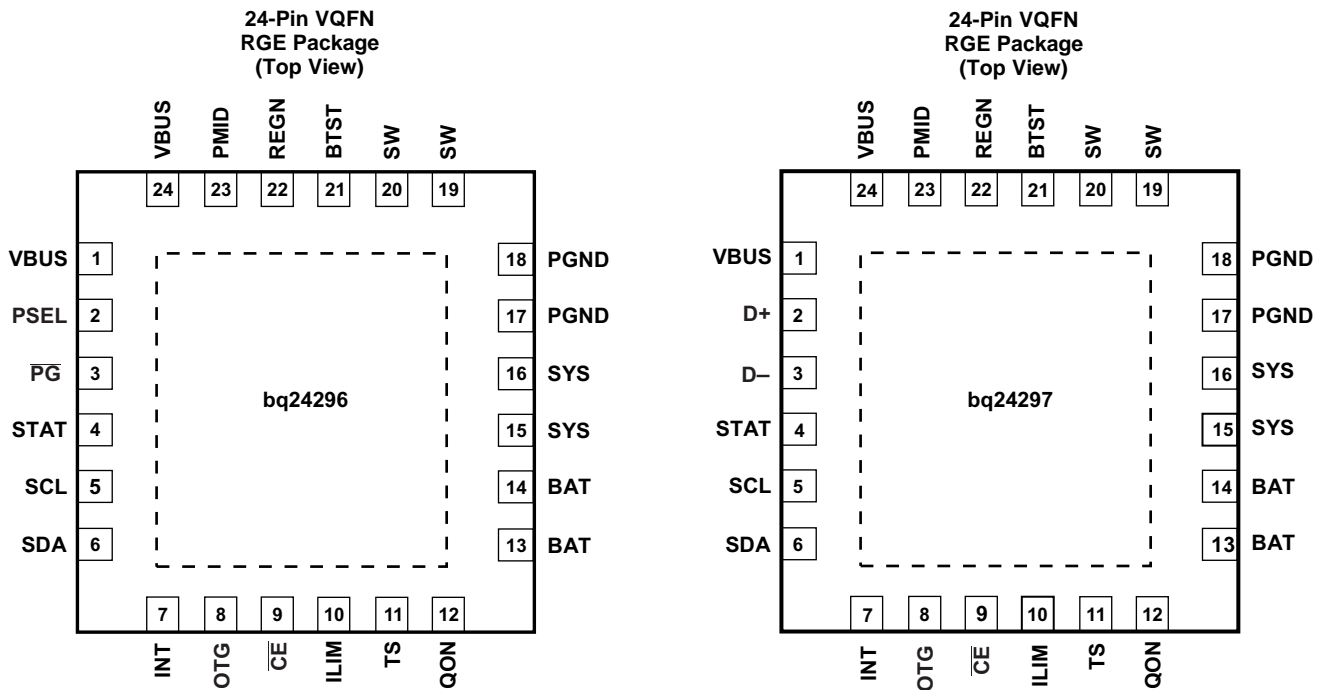 24-Pin VQFN
RGE Package
(Top View)
VBUS PMID REGN BTST SW SW
24 23 22 21 20 19
VBUS 1
PSEL 2
PG 3
STAT 4
SCL 5
SDA 6
bq24296
18 PGND
17 PGND
16 SYS
15 SYS
14 BAT
13 BAT
7 8 9 10 11 12
INT OTG CE ILIM TS QON
24-Pin VQFN
RGE Package
(Top View)
VBUS PMID REGN BTST SW SW
24 23 22 21 20 19
VBUS 1
D+ 2
D– 3
STAT 4
SCL 5
SDA 6
bq24297
18 PGND
17 PGND
16 SYS
15 SYS
14 BAT
13 BAT
7 8 9 10 11 12
INT OTG CE ILIM TS QON